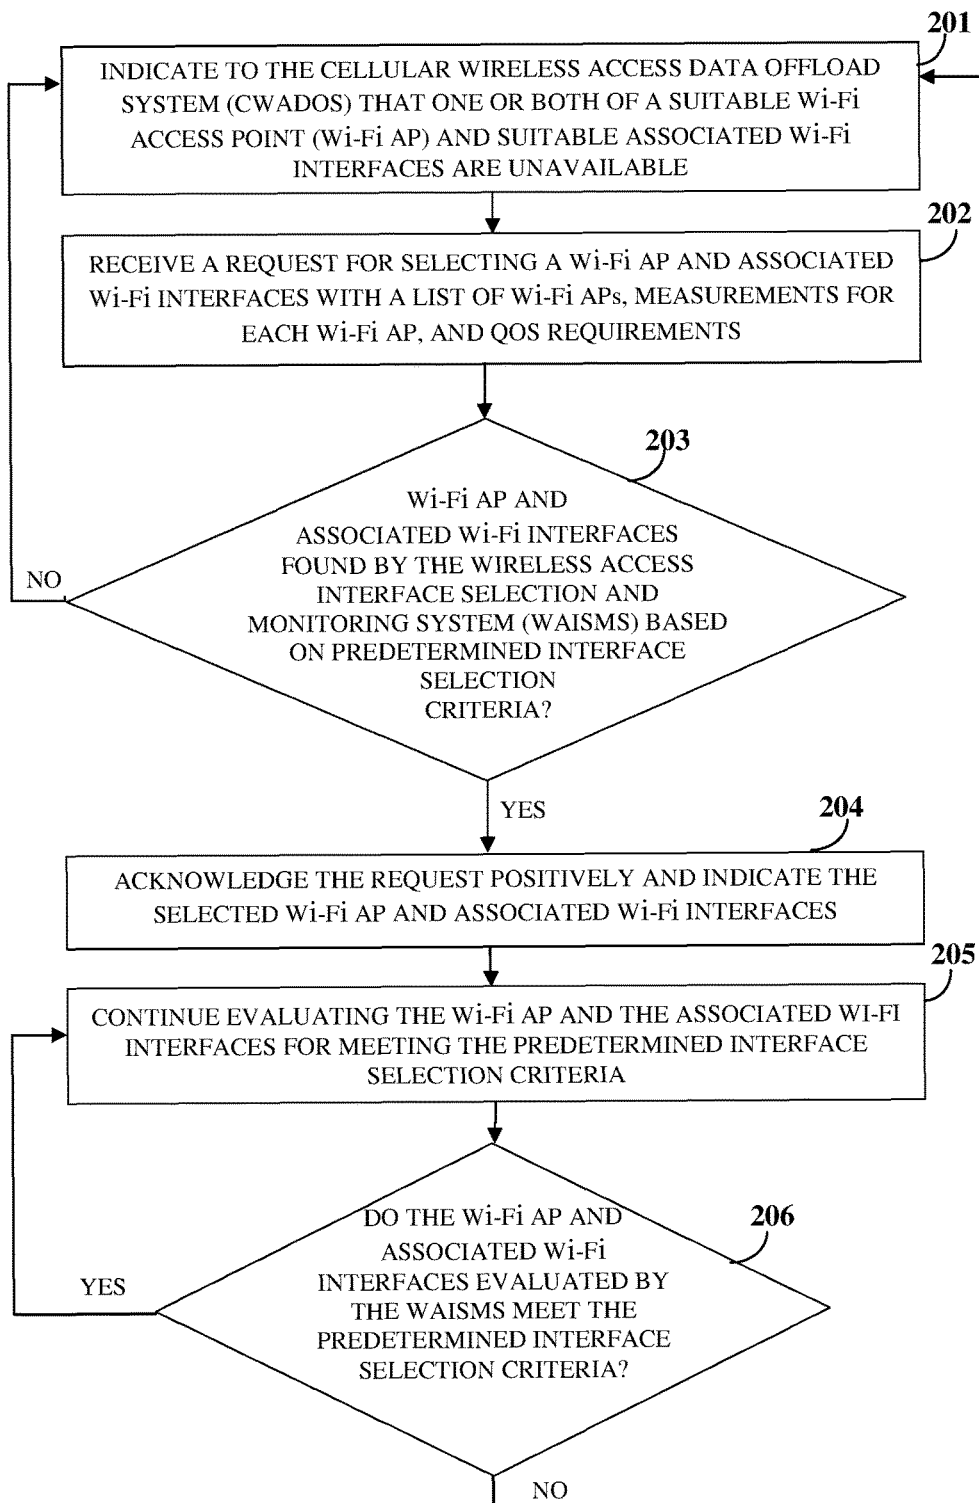 201
INDICATE TO THE CELLULAR WIRELESS ACCESS DATA OFFLOAD
SYSTEM (CWADOS) THAT ONE OR BOTH OF A SUITABLE Wi-Fi
ACCESS POINT (Wi-Fi AP) AND SUITABLE ASSOCIATED Wi-Fi
INTERFACES ARE UNAVAILABLE
202
RECEIVE A REQUEST FOR SELECTING A Wi-Fi AP AND ASSOCIATED
Wi-Fi INTERFACES WITH A LIST OF Wi-Fi APs, MEASUREMENTS FOR
EACH Wi-Fi AP, AND QOS REQUIREMENTS
203
Wi-Fi AP AND
ASSOCIATED Wi-Fi INTERFACES
FOUND BY THE WIRELESS ACCESS
INTERFACE SELECTION AND
MONITORING SYSTEM (WAISMS) BASED
ON PREDETERMINED INTERFACE
SELECTION
CRITERIA?
NO
YES
204
ACKNOWLEDGE THE REQUEST POSITIVELY AND INDICATE THE
SELECTED Wi-Fi AP AND ASSOCIATED Wi-Fi INTERFACES
205
CONTINUE EVALUATING THE Wi-Fi AP AND THE ASSOCIATED WI-FI
INTERFACES FOR MEETING THE PREDETERMINED INTERFACE
SELECTION CRITERIA
206
DO THE Wi-Fi AP AND
ASSOCIATED Wi-Fi
INTERFACES EVALUATED BY
THE WAISMS MEET THE
PREDETERMINED INTERFACE
SELECTION CRITERIA?
YES
NO